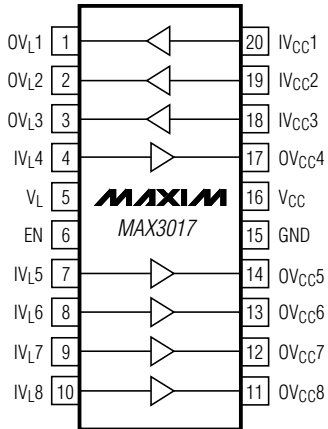 OVL1 1 20 IVCC1
OVL2 2 19 IVCC2
OVL3 3 18 IVCC3
IVL4 4 17 OVCC4
VL 5 MAXIM 16 VCC
EN 6 MAX3017 15 GND
IVL5 7 14 OVCC5
IVL6 8 13 OVCC6
IVL7 9 12 OVCC7
IVL8 10 11 OVCC8